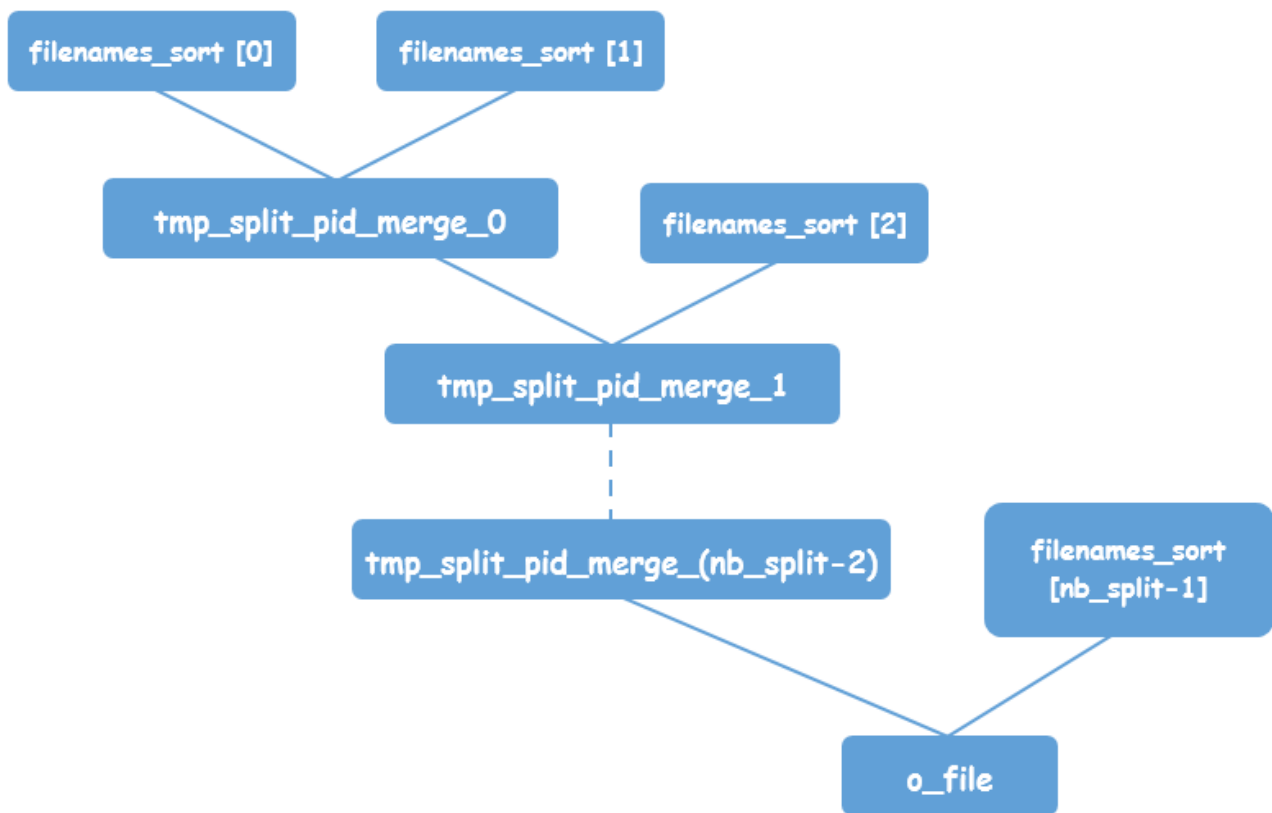 filenames_sort [0]
filenames_sort [1]
tmp_split_pid_merge_0
filenames_sort [2]
tmp_split_pid_merge_1
tmp_split_pid_merge_(nb_split-2)
filenames_sort
[nb_split-1]
o_file